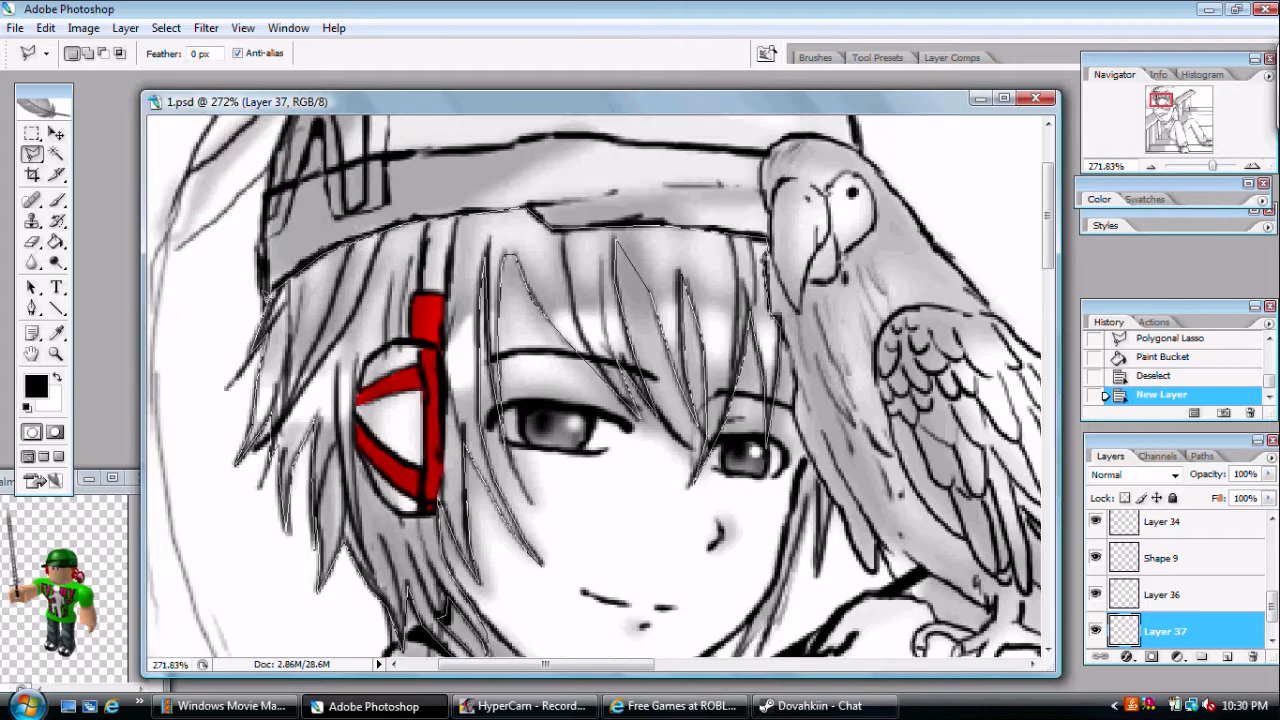 Adobe Photoshop
File Edit Image Layer Select Filter View Window Help
Feather: 0 px Anti-alias
Brushes Tool Presets Layer Comps
1.psd @ 272% (Layer 37, RGB/8)
Navigator Info Histogram
271.83%
Color Swatches
Styles
History Actions
Polygonal Lasso
Paint Bucket
Deselect
New Layer
Layers Channels Paths
Normal Opacity: 100%
Lock: Fill: 100%
Layer 34
Shape 9
Layer 36
Layer 37
271.83% Doc: 2.86M/28.6M
Windows Movie Ma... Adobe Photoshop HyperCam - Recor... Free Games at ROBL... Dovahkiin - Chat 10:30 PM